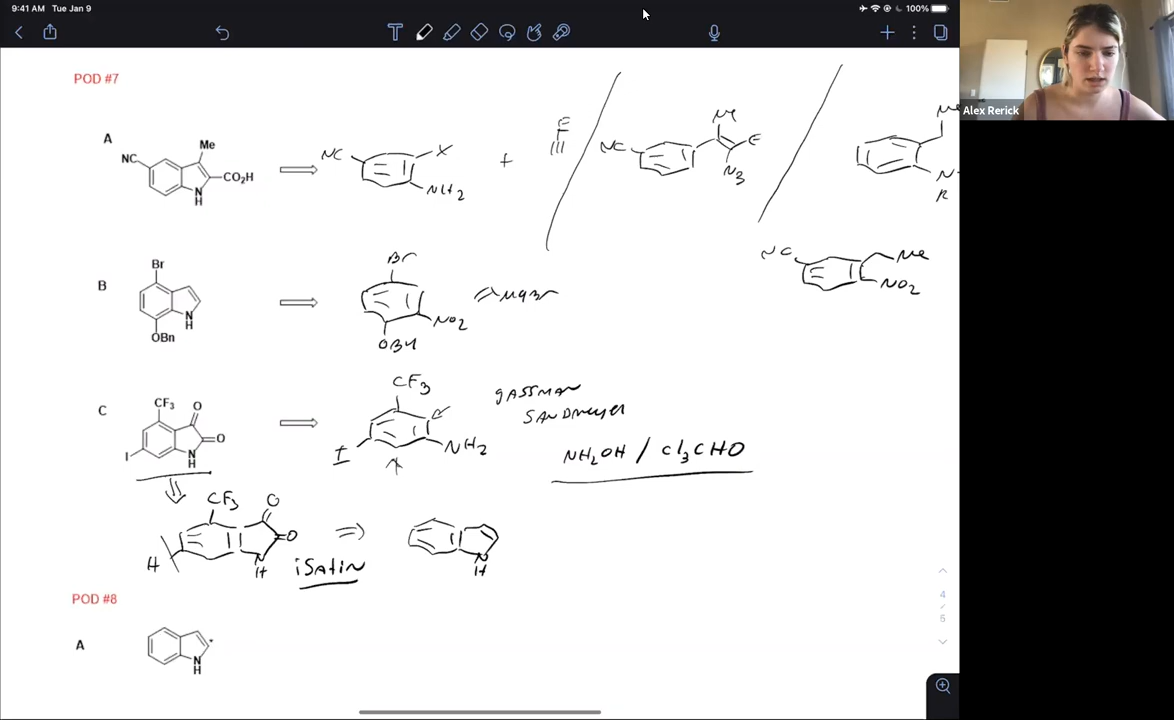 9:41 AM Tue Jan 9
100%
Alex Rerick
POD #7
A
NC
Me
CO₂H
N
H
NC
X
NH2
+
E
NC
Me
E
N3
Me
N
R
NC
Me
NO2
B
Br
N
H
OBn
Br
NO2
OBn
MgBr
C
CF₃
O
O
I
N
H
CF3
I
NH2
GASSMAN
SANDMEYER
NH2OH / Cl3CHO
CF3
O
O
H
N
H
iSATIN
N
H
POD #8
A
*
N
H
4
/
5